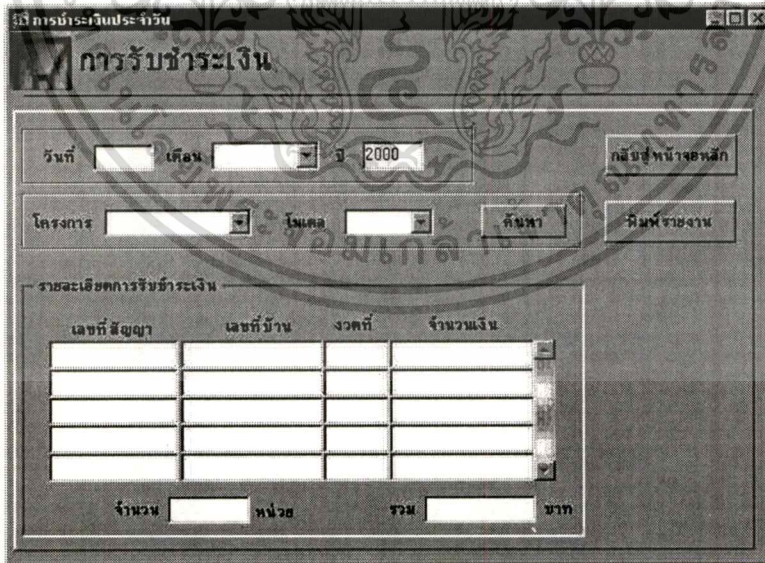 การชำระเงินประจำวัน
การรับชำระเงิน
วันที่ เดือน ปี 2000
กลับสู่หน้าจอหลัก
โครงการ โมเดล ค้นหา
พิมพ์รายงาน
รายละเอียดการรับชำระเงิน
เลขที่สัญญา เลขที่บ้าน งวดที่ จำนวนเงิน
จำนวน หน่วย รวม บาท